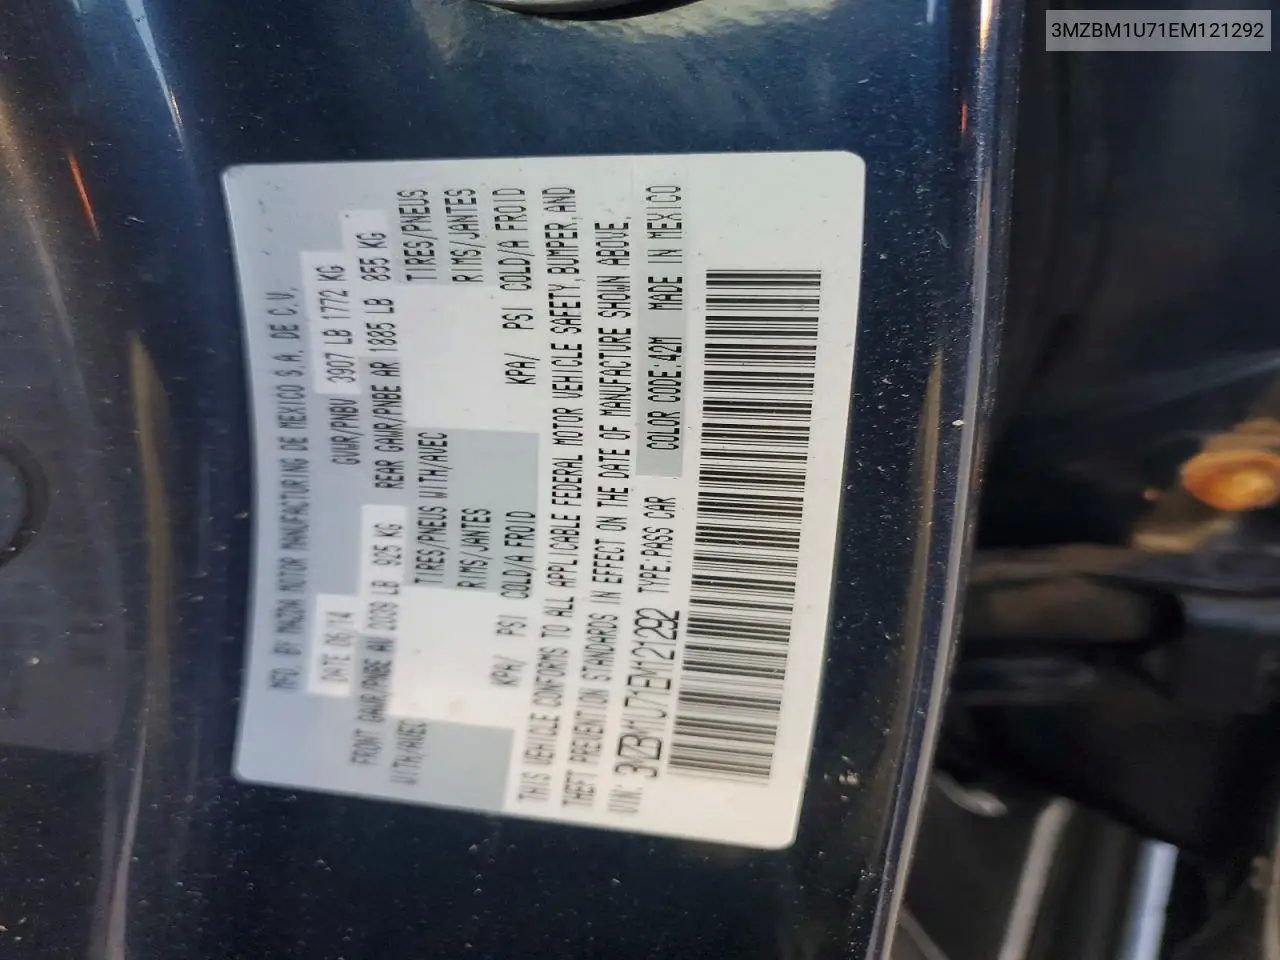 3MZBM1U71EM121292
MFD. BY MAZDA MOTOR MANUFACTURING DE MEXICO S.A. DE C.V.
DATE 06/14 GVWR/PNBV 3907 LB 1772 KG
FRONT GAWR/PNBE AV 2039 LB 925 KG REAR GAWR/PNBE AR 1885 LB 855 KG
WITH/AVEC TIRES/PNEUS WITH/AVEC TIRES/PNEUS
RIMS/JANTES RIMS/JANTES
KPA/ PSI COLD/A FROID KPA/ PSI COLD/A FROID
THIS VEHICLE CONFORMS TO ALL APPLICABLE FEDERAL MOTOR VEHICLE SAFETY, BUMPER, AND
THEFT PREVENTION STANDARDS IN EFFECT ON THE DATE OF MANUFACTURE SHOWN ABOVE.
VIN: 3MZBM1U71EM121292 TYPE:PASS CAR COLOR CODE:42M MADE IN MEXICO